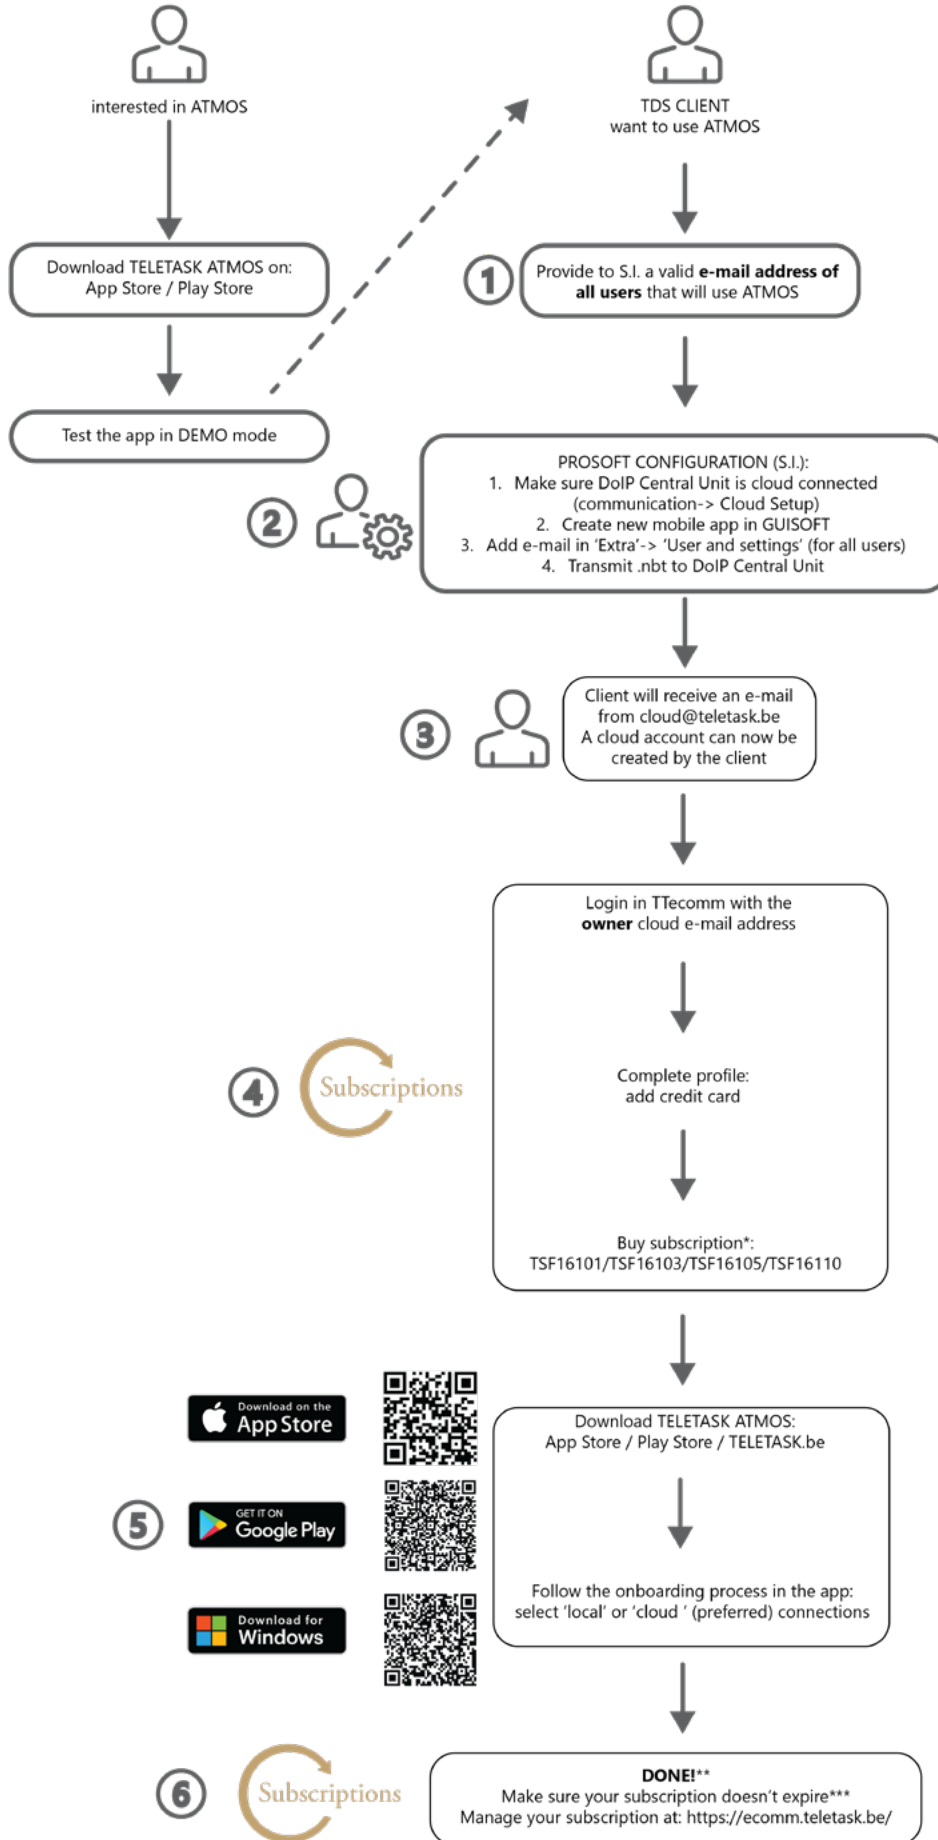 interested in ATMOS
Download TELETASK ATMOS on:
App Store / Play Store
Test the app in DEMO mode
TDS CLIENT
want to use ATMOS
1
Provide to S.I. a valid e-mail address of
all users that will use ATMOS
2
PROSOFT CONFIGURATION (S.I.):
1. Make sure DoIP Central Unit is cloud connected
(communication-> Cloud Setup)
2. Create new mobile app in GUISOFT
3. Add e-mail in ‘Extra’-> ‘User and settings’ (for all users)
4. Transmit .nbt to DoIP Central Unit
3
Client will receive an e-mail
from cloud@teletask.be
A cloud account can now be
created by the client
4
Subscriptions
Login in TTecomm with the
owner cloud e-mail address
Complete profile:
add credit card
Buy subscription*:
TSF16101/TSF16103/TSF16105/TSF16110
5
Download on the
App Store
GET IT ON
Google Play
Download for
Windows
Download TELETASK ATMOS:
App Store / Play Store / TELETASK.be
Follow the onboarding process in the app:
select ‘local’ or ‘cloud ’ (preferred) connections
6
Subscriptions
DONE!**
Make sure your subscription doesn’t expire***
Manage your subscription at: https://ecomm.teletask.be/